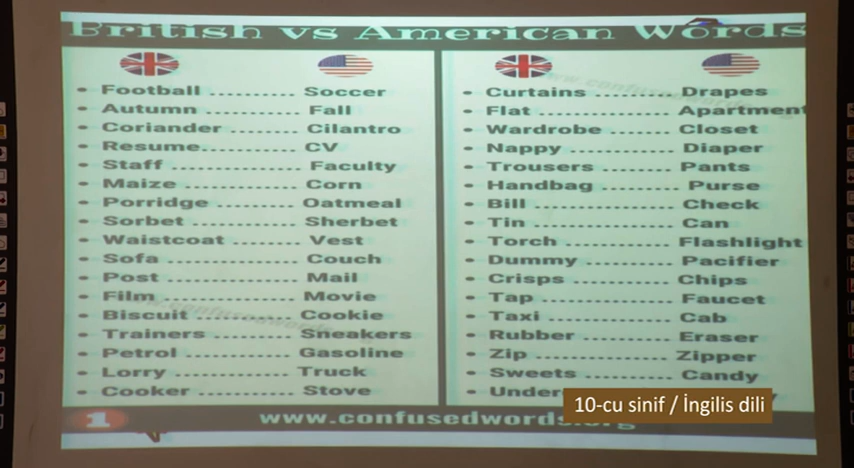 British vs American Words
• Football .......... Soccer
• Autumn ........... Fall
• Coriander ........ Cilantro
• Resume............ CV
• Staff ............... Faculty
• Maize ............. Corn
• Porridge ......... Oatmeal
• Sorbet ............ Sherbet
• Waistcoat ....... Vest
• Sofa ............... Couch
• Post ............... Mail
• Film ............... Movie
• Biscuit ........... Cookie
• Trainers ......... Sneakers
• Petrol ............ Gasoline
• Lorry ............. Truck
• Cooker ........... Stove
• Curtains ......... Drapes
• Flat ................ Apartment
• Wardrobe ....... Closet
• Nappy ............ Diaper
• Trousers ........ Pants
• Handbag ......... Purse
• Bill ................. Check
• Tin ................. Can
• Torch ............. Flashlight
• Dummy .......... Pacifier
• Crisps ............ Chips
• Tap ................ Faucet
• Taxi ............... Cab
• Rubber ........... Eraser
• Zip ................. Zipper
• Sweets ........... Candy
• Under
1 www.confusedwords.org
10-cu sinif / İngilis dili